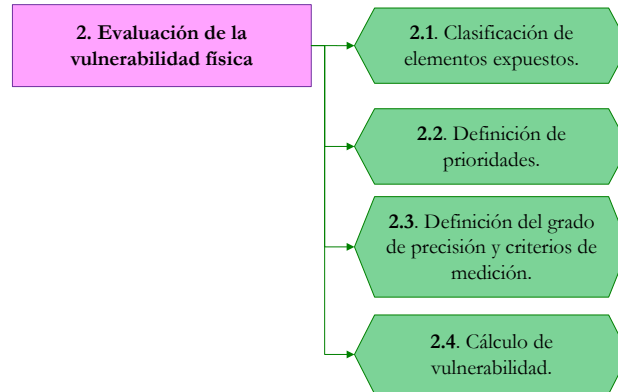 2. Evaluación de la
vulnerabilidad física
2.1. Clasificación de
elementos expuestos.
2.2. Definición de
prioridades.
2.3. Definición del grado
de precisión y criterios de
medición.
2.4. Cálculo de
vulnerabilidad.